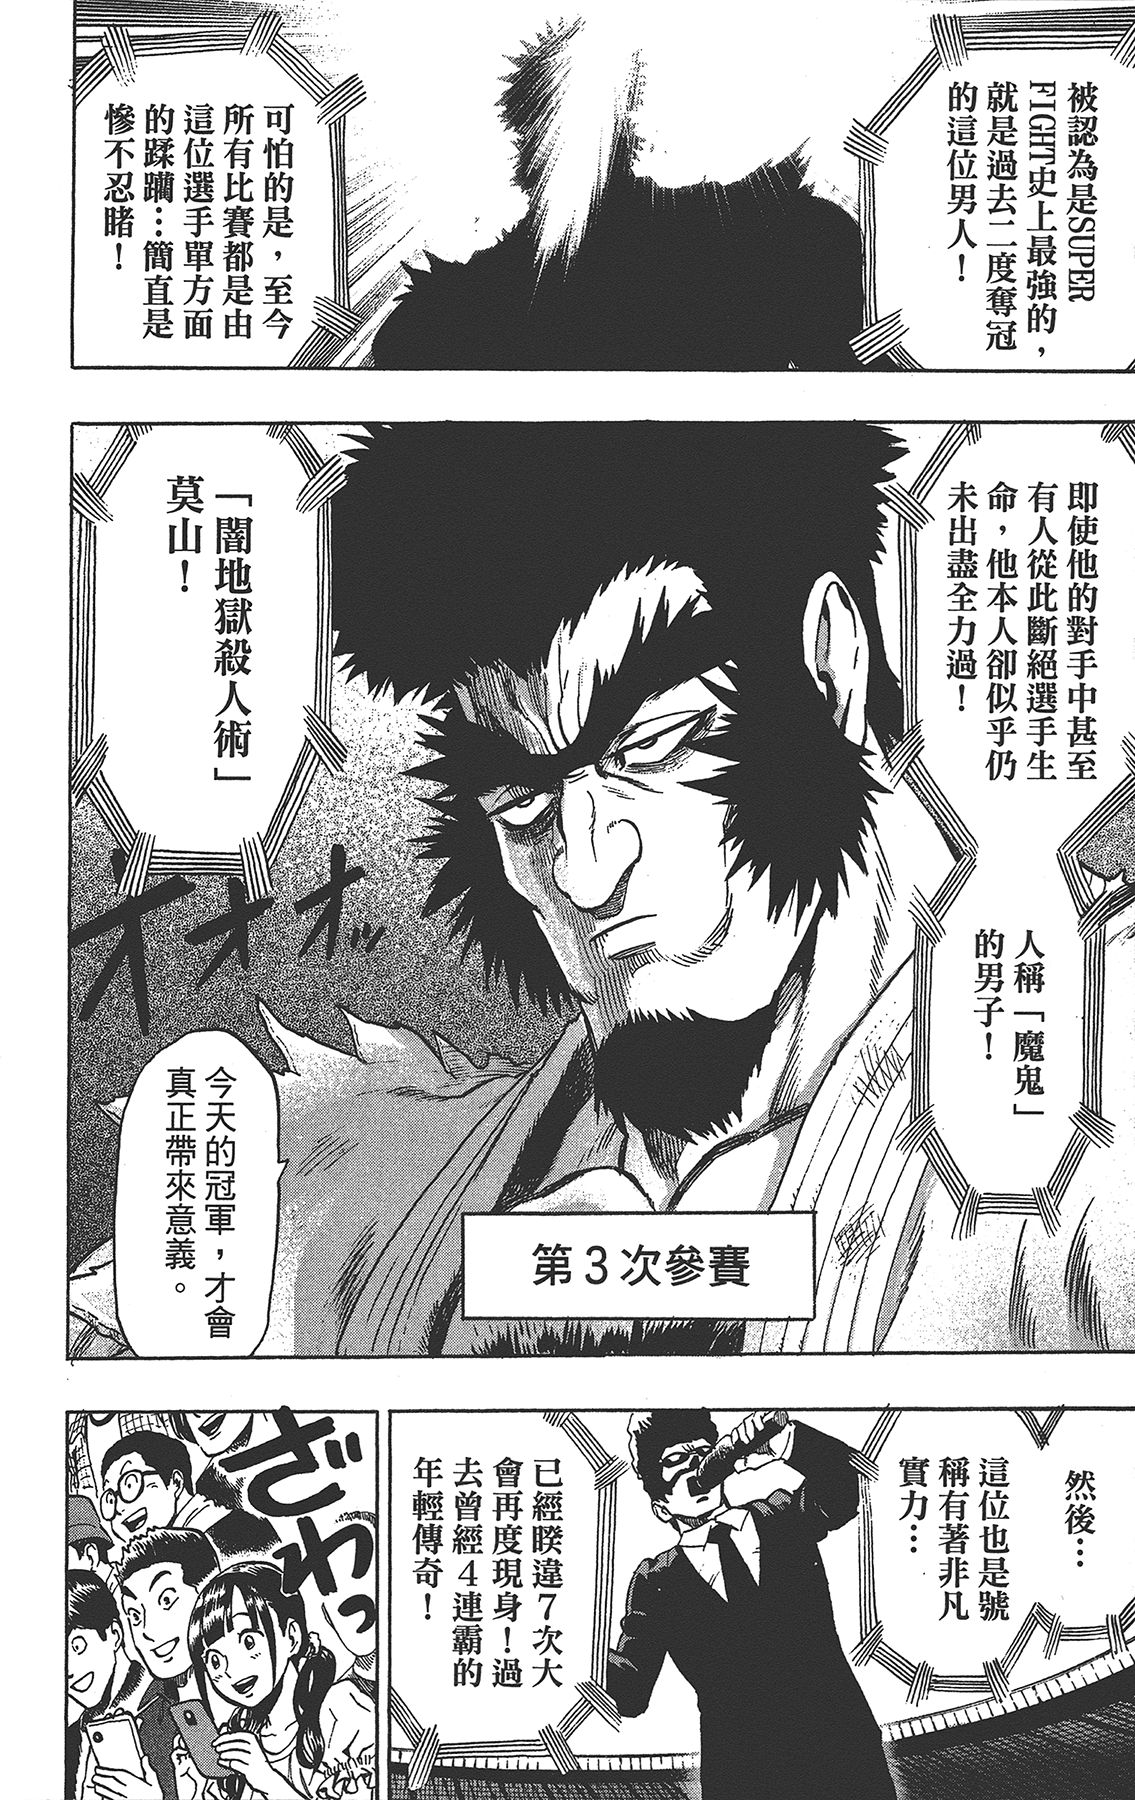 被認為是SUPER
FIGHT史上最強的，
就是過去二度奪冠
的這位男人！
可怕的是，至今
所有比賽都是由
這位選手單方面
的蹂躪…簡直是
慘不忍睹！
即使他的對手中甚至
有人從此斷絕選手生
命，他本人卻似乎仍
未出盡全力過！
人稱「魔鬼」
的男子！
「闇地獄殺人術」
莫山！
オオオッ
第3次參賽
今天的冠軍，才會
真正帶來意義。
然後…
這位也是號
稱有著非凡
實力…
已經睽違7次大
會再度現身！過
去曾經4連霸的
年輕傳奇！
ざわっ